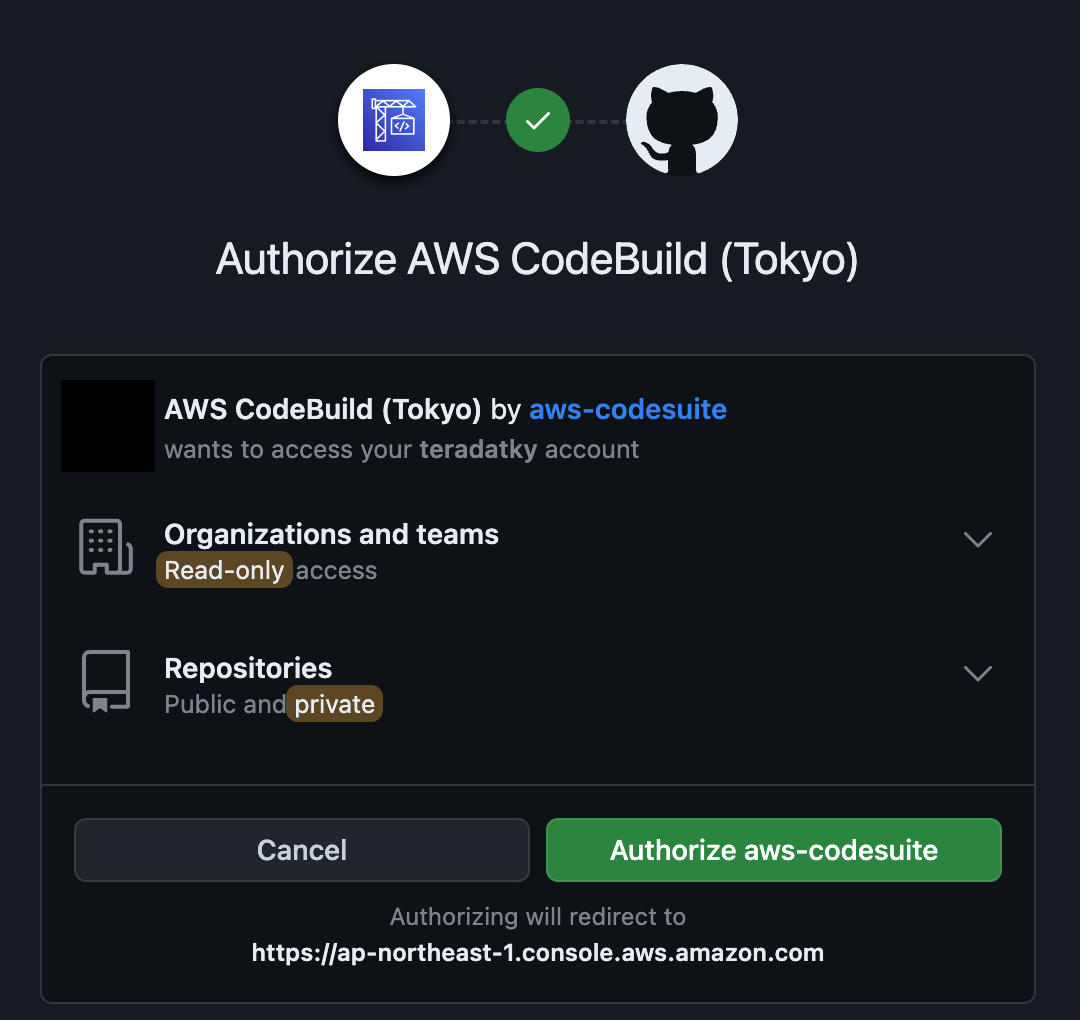 Authorize AWS CodeBuild (Tokyo)
AWS CodeBuild (Tokyo) by aws-codesuite
wants to access your teradatky account
Organizations and teams
Read-only access
Repositories
Public and private
Cancel
Authorize aws-codesuite
Authorizing will redirect to
https://ap-northeast-1.console.aws.amazon.com